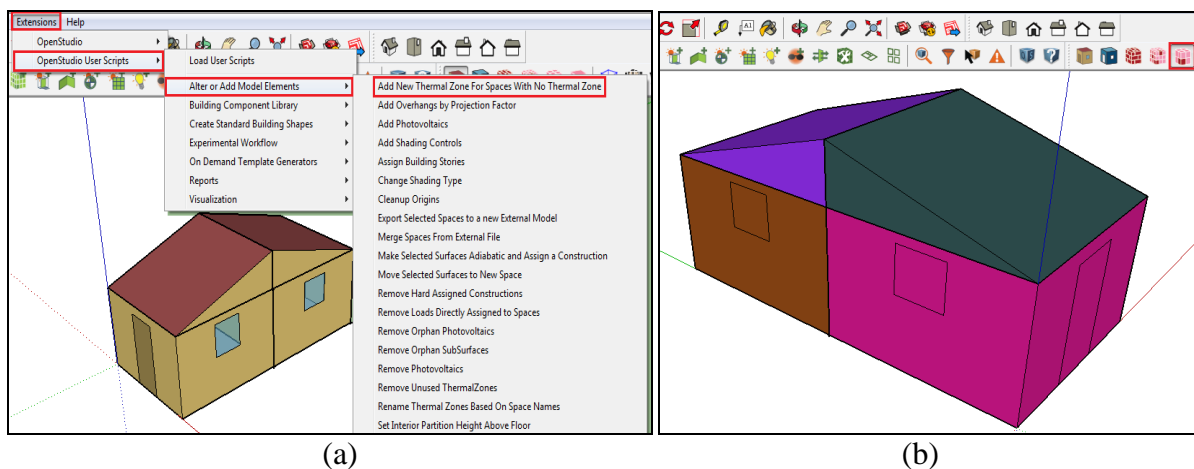 Extensions Help
OpenStudio
OpenStudio User Scripts
Load User Scripts
Alter or Add Model Elements
Building Component Library
Create Standard Building Shapes
Experimental Workflow
On Demand Template Generators
Reports
Visualization
Add New Thermal Zone For Spaces With No Thermal Zone
Add Overhangs by Projection Factor
Add Photovoltaics
Add Shading Controls
Assign Building Stories
Change Shading Type
Cleanup Origins
Export Selected Spaces to a new External Model
Merge Spaces From External File
Make Selected Surfaces Adiabatic and Assign a Construction
Move Selected Surfaces to New Space
Remove Hard Assigned Constructions
Remove Loads Directly Assigned to Spaces
Remove Orphan Photovoltaics
Remove Orphan SubSurfaces
Remove Photovoltaics
Remove Unused ThermalZones
Rename Thermal Zones Based On Space Names
Set Interior Partition Height Above Floor
A1
(a)
(b)